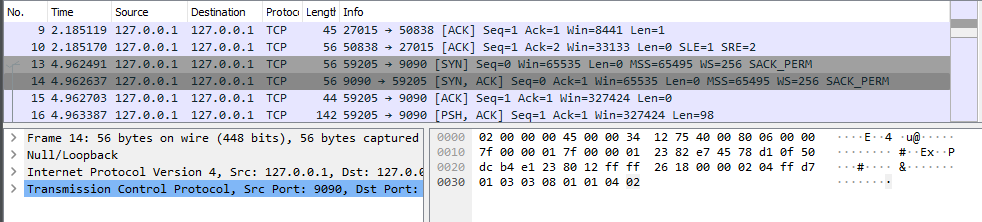 No. Time Source Destination Protoco Length Info
9 2.185119 127.0.0.1 127.0.0.1 TCP 45 27015 → 50838 [ACK] Seq=1 Ack=1 Win=8441 Len=1
10 2.185170 127.0.0.1 127.0.0.1 TCP 56 50838 → 27015 [ACK] Seq=1 Ack=2 Win=33133 Len=0 SLE=1 SRE=2
13 4.962491 127.0.0.1 127.0.0.1 TCP 56 59205 → 9090 [SYN] Seq=0 Win=65535 Len=0 MSS=65495 WS=256 SACK_PERM
14 4.962637 127.0.0.1 127.0.0.1 TCP 56 9090 → 59205 [SYN, ACK] Seq=0 Ack=1 Win=65535 Len=0 MSS=65495 WS=256 SACK_PERM
15 4.962703 127.0.0.1 127.0.0.1 TCP 44 59205 → 9090 [ACK] Seq=1 Ack=1 Win=327424 Len=0
16 4.963387 127.0.0.1 127.0.0.1 TCP 142 59205 → 9090 [PSH, ACK] Seq=1 Ack=1 Win=327424 Len=98
Frame 14: 56 bytes on wire (448 bits), 56 bytes captured
Null/Loopback
Internet Protocol Version 4, Src: 127.0.0.1, Dst: 127.0.
Transmission Control Protocol, Src Port: 9090, Dst Port:
0000 02 00 00 00 45 00 00 34 12 75 40 00 80 06 00 00 ····E··4 ·u@·····
0010 7f 00 00 01 7f 00 00 01 23 82 e7 45 78 d1 0f 50 ········ #··Ex··P
0020 dc b4 e1 23 80 12 ff ff 26 18 00 00 02 04 ff d7 ···#···· &·······
0030 01 03 03 08 01 01 04 02 ········